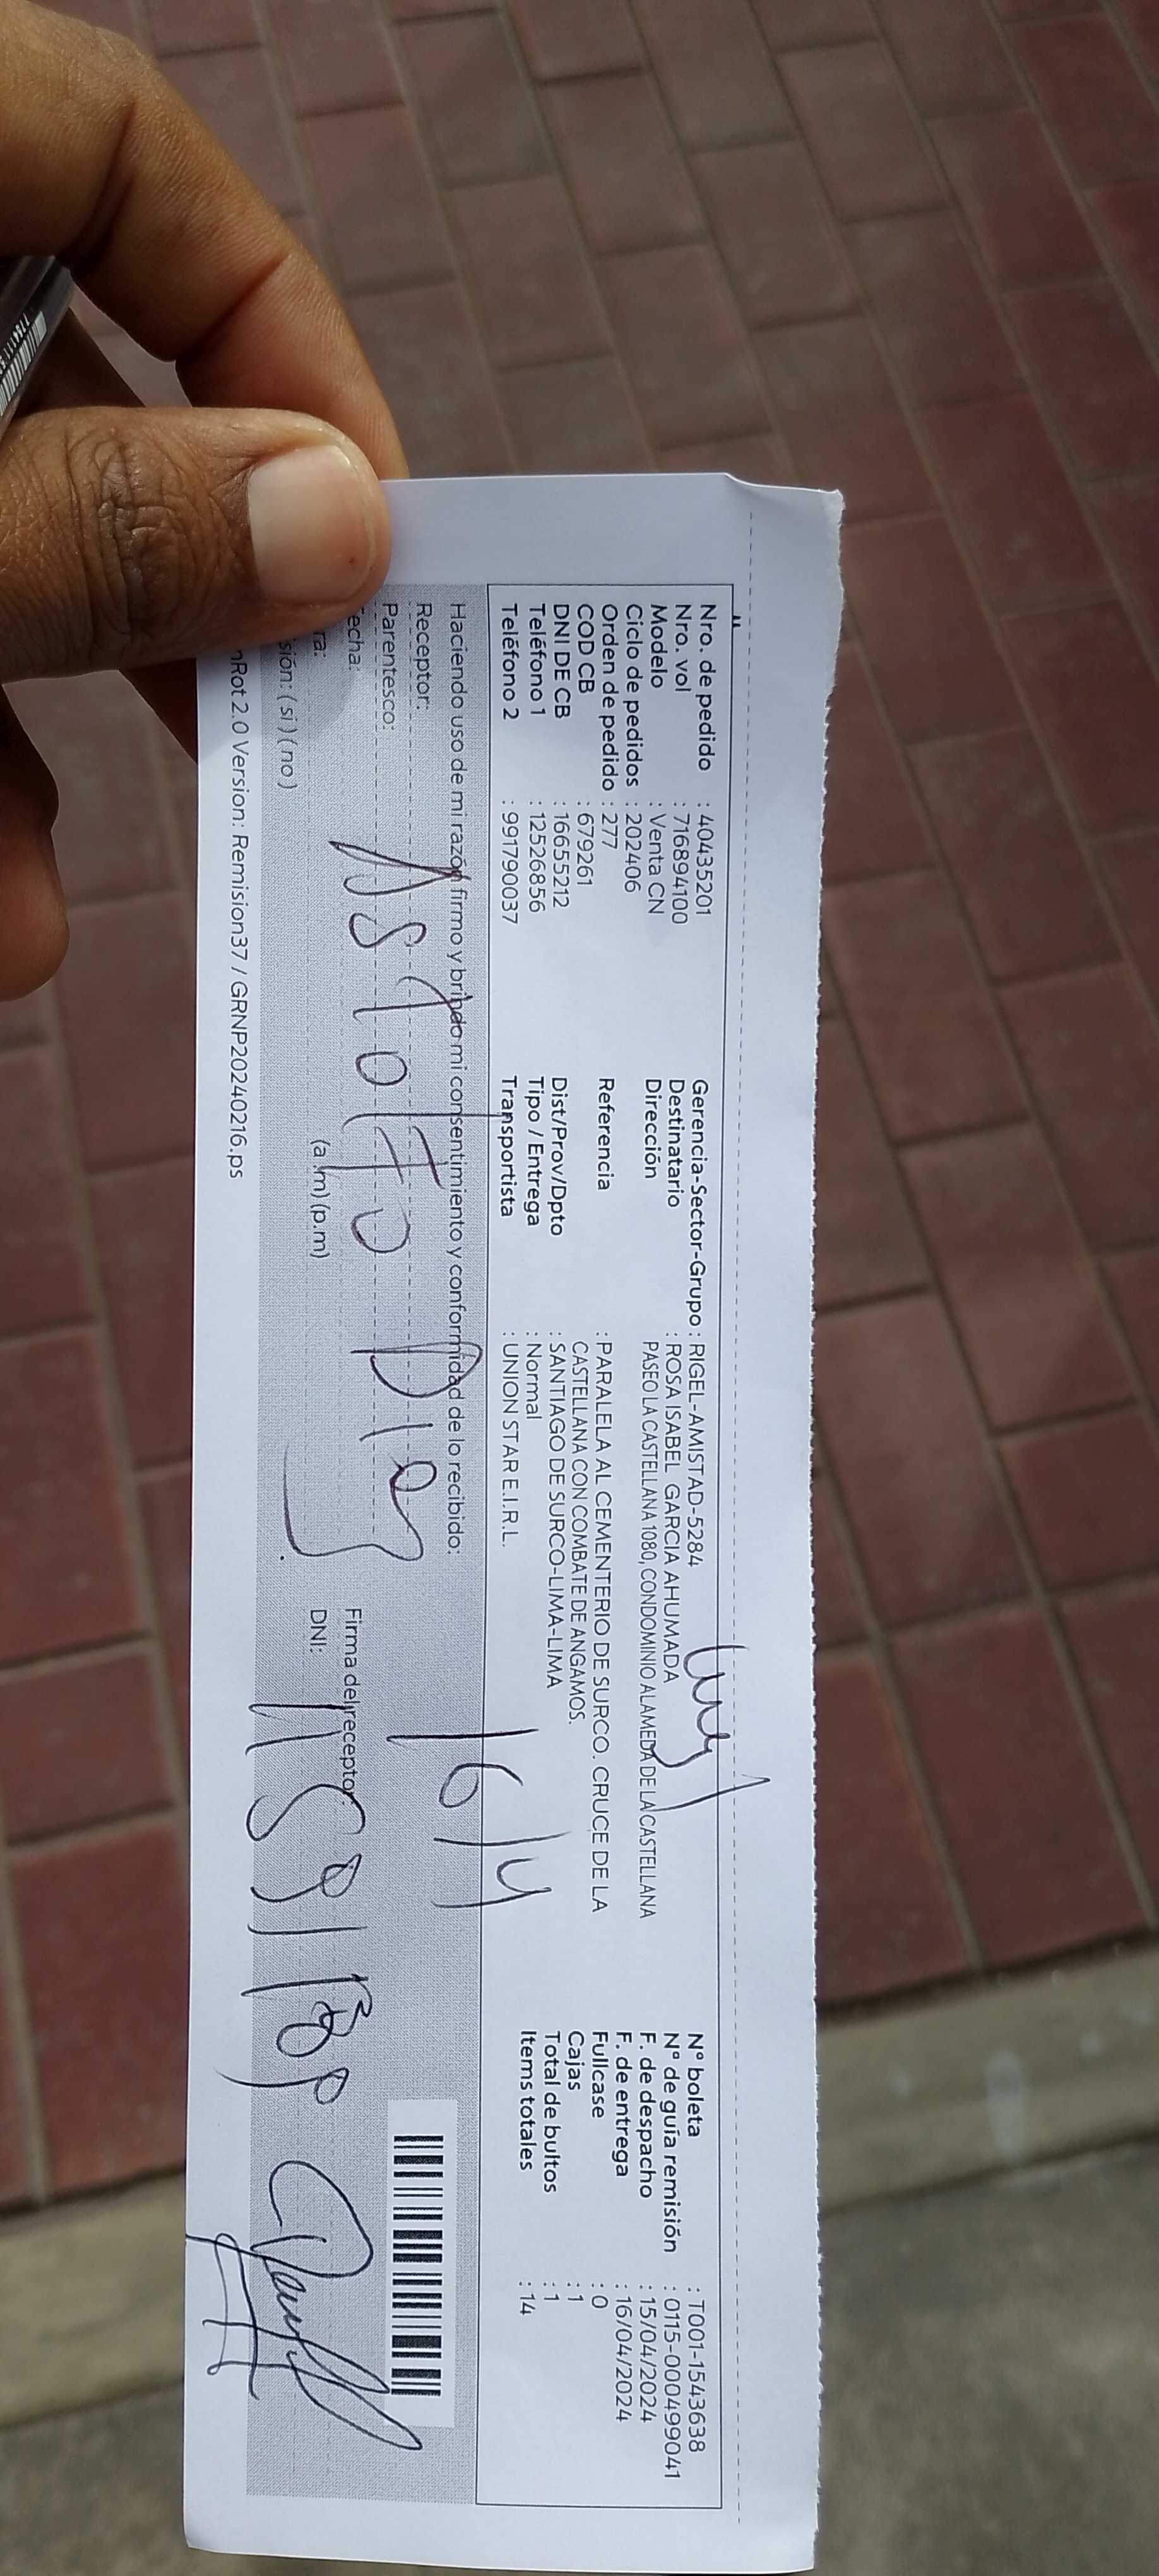 Nro. de pedido : 40435201
Nro. vol : 716894100
Modelo : Venta CN
Ciclo de pedidos : 202406
Orden de pedido : 277
COD CB : 679261
DNI DE CB : 16655212
Teléfono 1 : 12526856
Teléfono 2 : 991790037
Gerencia-Sector-Grupo : RIGEL-AMISTAD-5284
Destinatario : ROSA ISABEL GARCIA AHUMADA
Dirección PASEO LA CASTELLANA 1080, CONDOMINIO ALAMEDA DE LA CASTELLANA
Referencia : PARALELA AL CEMENTERIO DE SURCO. CRUCE DE LA
CASTELLANA CON COMBATE DE ANGAMOS.
Dist/Prov/Dpto : SANTIAGO DE SURCO-LIMA-LIMA
Tipo / Entrega : Normal
Transportista : UNION STAR E.I.R.L.
N° boleta : T001-1543638
N° de guía remisión : 0115-000499041
F. de despacho : 15/04/2024
F. de entrega : 16/04/2024
Fullcase : 0
Cajas : 1
Total de bultos : 1
Items totales : 14
Haciendo uso de mi razón firmo y brindo mi consentimiento y conformidad de lo recibido:
16/4
Receptor:
Parentesco:
echa:
ra: (a.m) (p.m)
sión: ( si ) ( no )
Firma del receptor:
DNI:
nRot 2.0 Version: Remision37 / GRNP20240216.ps